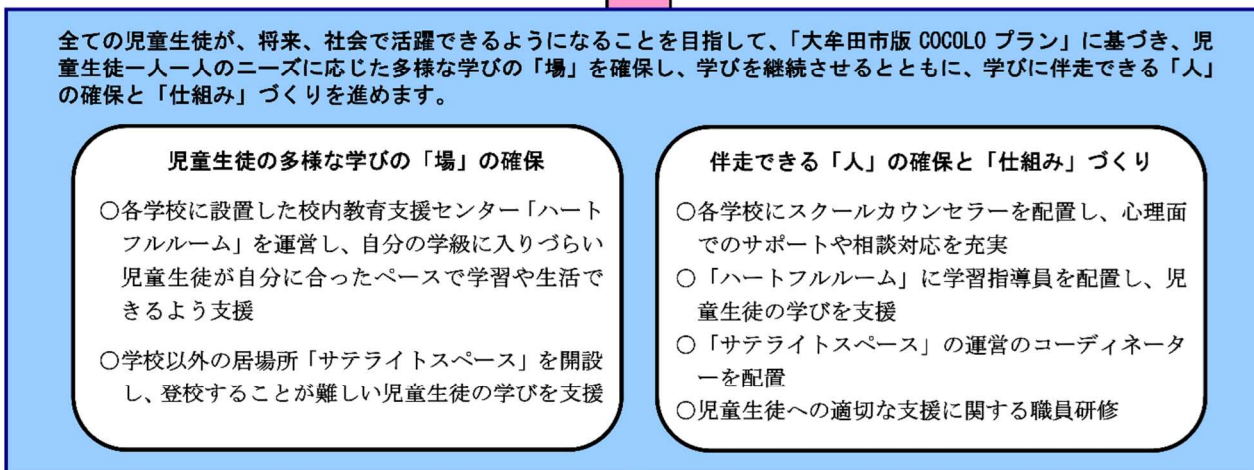 全ての児童生徒が、将来、社会で活躍できるようになることを目指して、「大牟田市版 COCOLO プラン」に基づき、児
童生徒一人一人のニーズに応じた多様な学びの「場」を確保し、学びを継続させるとともに、学びに伴走できる「人」
の確保と「仕組み」づくりを進めます。
児童生徒の多様な学びの「場」の確保
○各学校に設置した校内教育支援センター「ハート
フルルーム」を運営し、自分の学級に入りづらい
児童生徒が自分に合ったペースで学習や生活で
きるよう支援
○学校以外の居場所「サテライトスペース」を開設
し、登校することが難しい児童生徒の学びを支援
伴走できる「人」の確保と「仕組み」づくり
○各学校にスクールカウンセラーを配置し、心理面
でのサポートや相談対応を充実
○「ハートフルルーム」に学習指導員を配置し、児
童生徒の学びを支援
○「サテライトスペース」の運営のコーディネータ
ーを配置
○児童生徒への適切な支援に関する職員研修